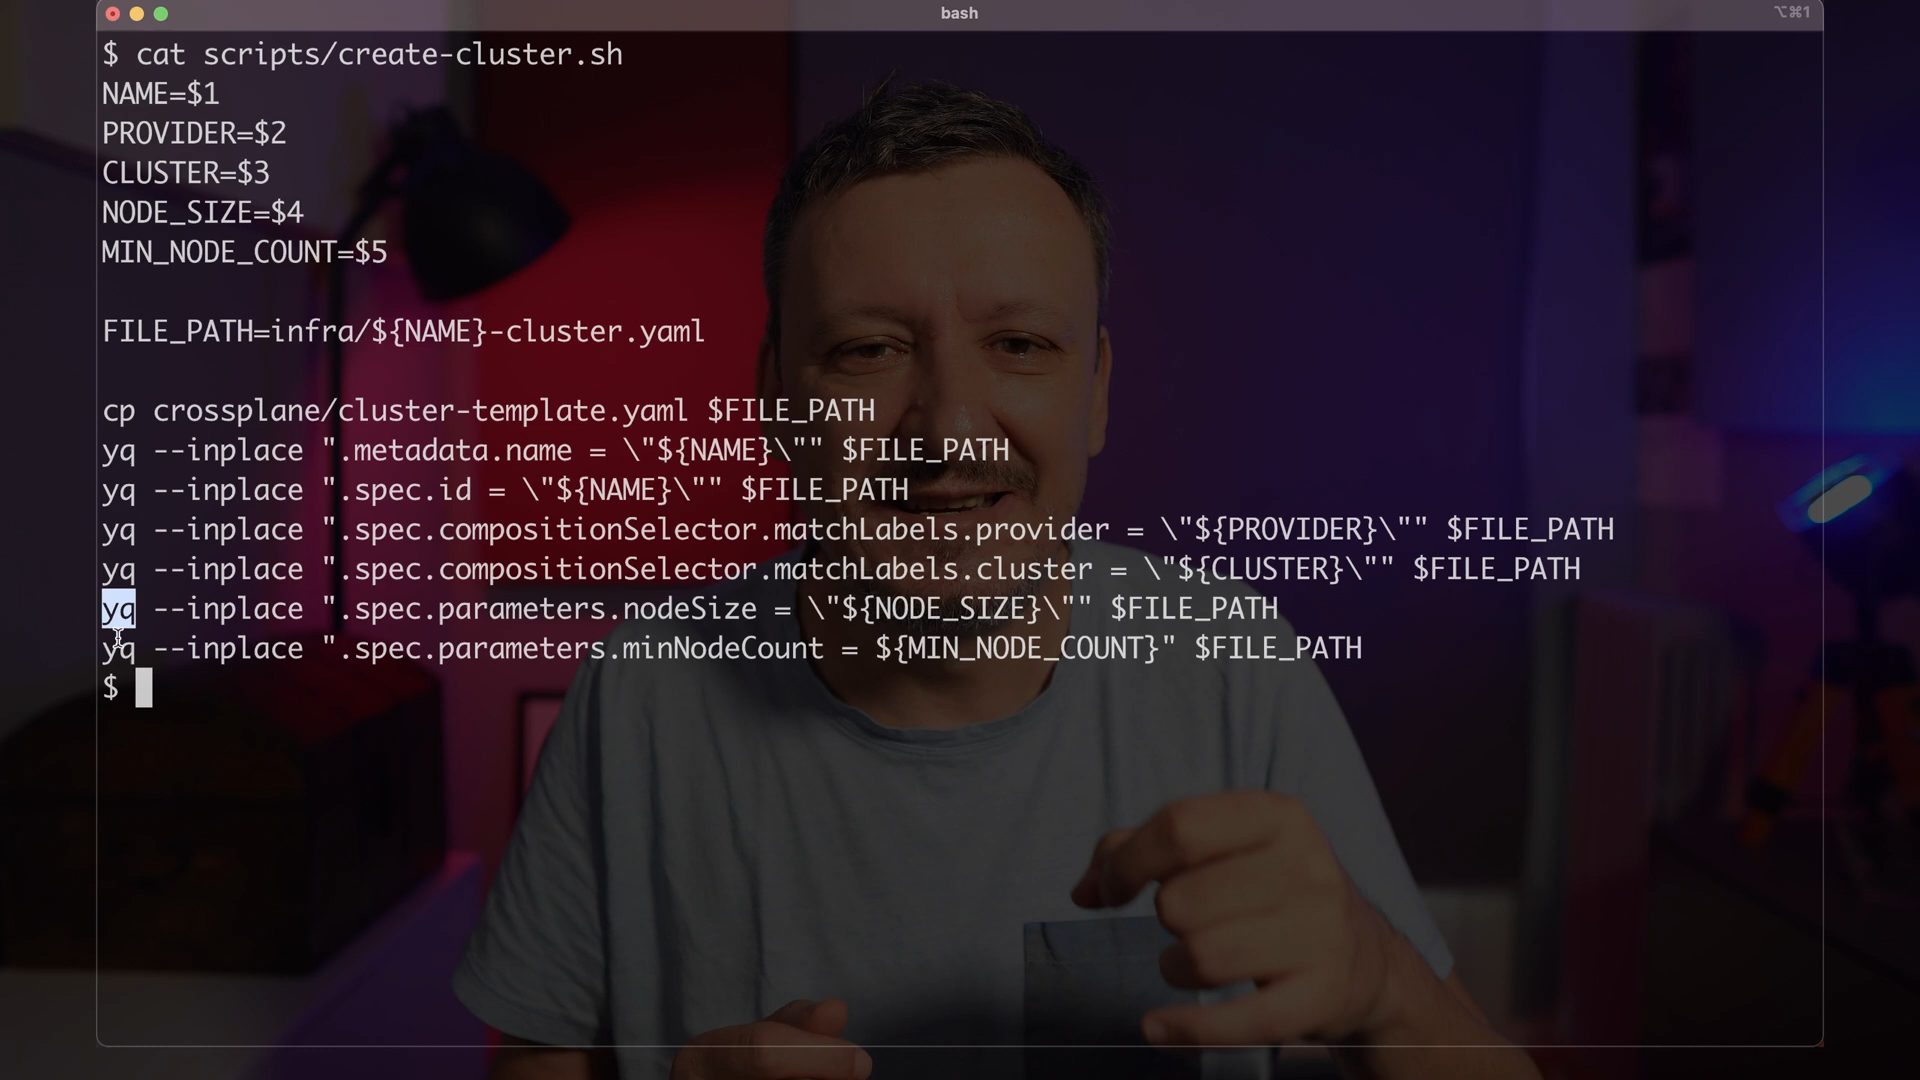 bash
⌥⌘1
$ cat scripts/create-cluster.sh
NAME=$1
PROVIDER=$2
CLUSTER=$3
NODE_SIZE=$4
MIN_NODE_COUNT=$5
FILE_PATH=infra/${NAME}-cluster.yaml
cp crossplane/cluster-template.yaml $FILE_PATH
yq --inplace ".metadata.name = \"${NAME}\"" $FILE_PATH
yq --inplace ".spec.id = \"${NAME}\"" $FILE_PATH
yq --inplace ".spec.compositionSelector.matchLabels.provider = \"${PROVIDER}\"" $FILE_PATH
yq --inplace ".spec.compositionSelector.matchLabels.cluster = \"${CLUSTER}\"" $FILE_PATH
yq --inplace ".spec.parameters.nodeSize = \"${NODE_SIZE}\"" $FILE_PATH
yq --inplace ".spec.parameters.minNodeCount = ${MIN_NODE_COUNT}" $FILE_PATH
$